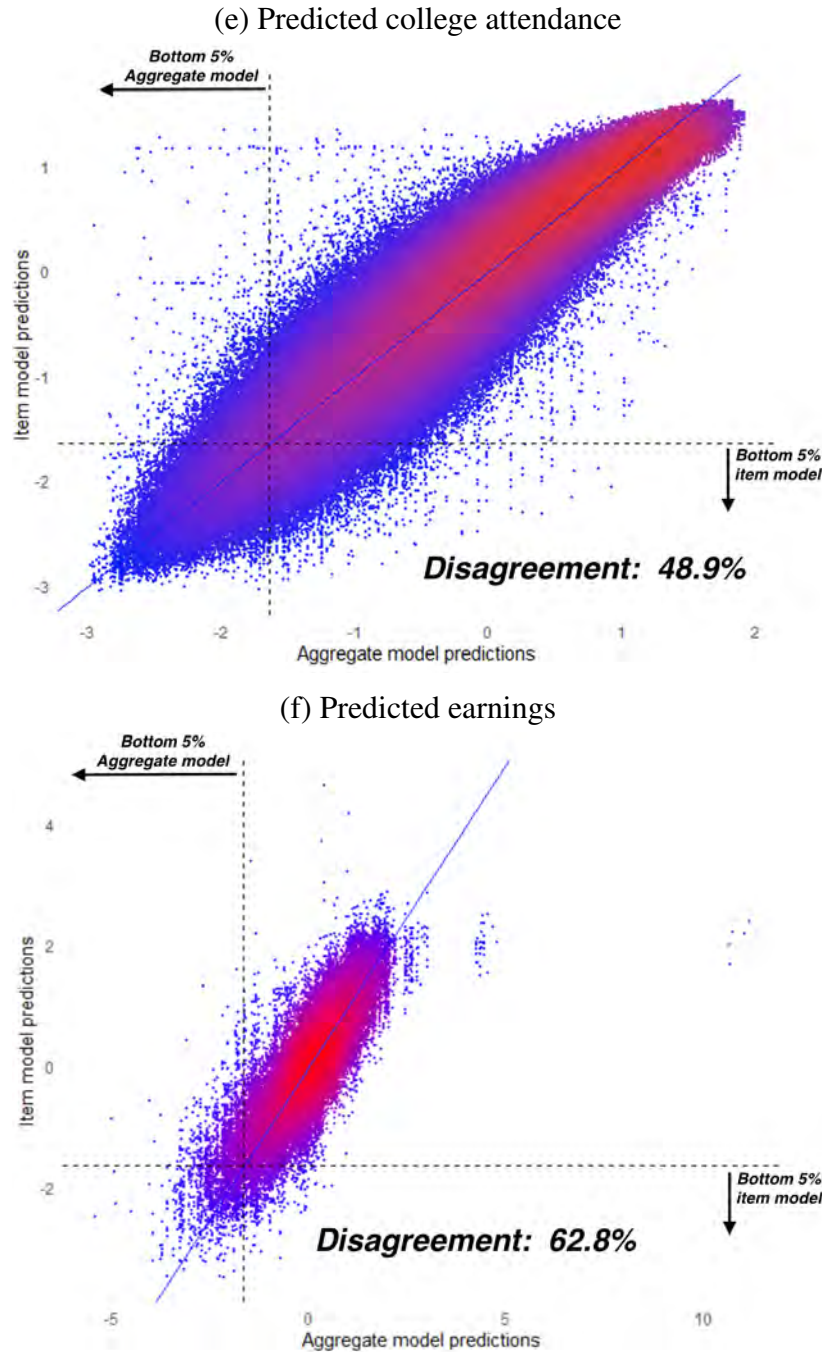 (e) Predicted college attendance
Bottom 5%
Aggregate model
1
0
-1
-2
-3
Item model predictions
Bottom 5%
item model
Disagreement: 48.9%
-3 -2 -1 0 1 2
Aggregate model predictions
(f) Predicted earnings
Bottom 5%
Aggregate model
4
2
0
-2
Item model predictions
Bottom 5%
item model
Disagreement: 62.8%
-5 0 5 10
Aggregate model predictions